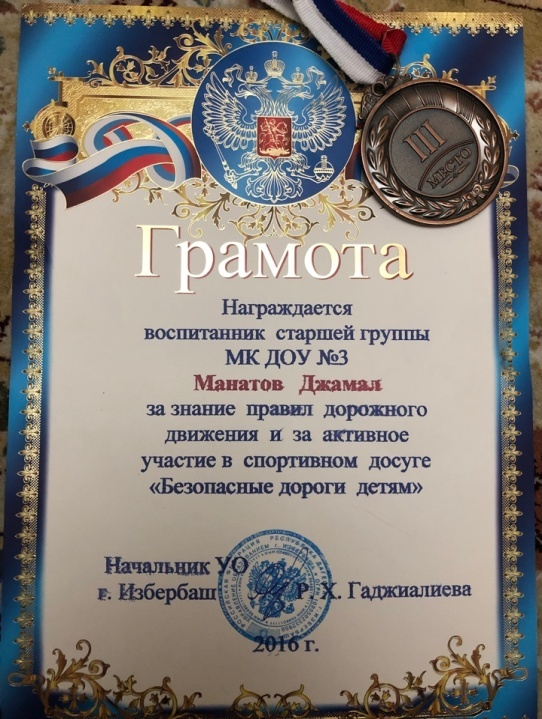 III
МЕСТО
Грамота
Награждается
воспитанник старшей группы
МК ДОУ №3
Манатов Джамал
за знание правил дорожного
движения и за активное
участие в спортивном досуге
«Безопасные дороги детям»
Начальник УО
г. Избербаш Р. Х. Гаджиалиева
2016 г.